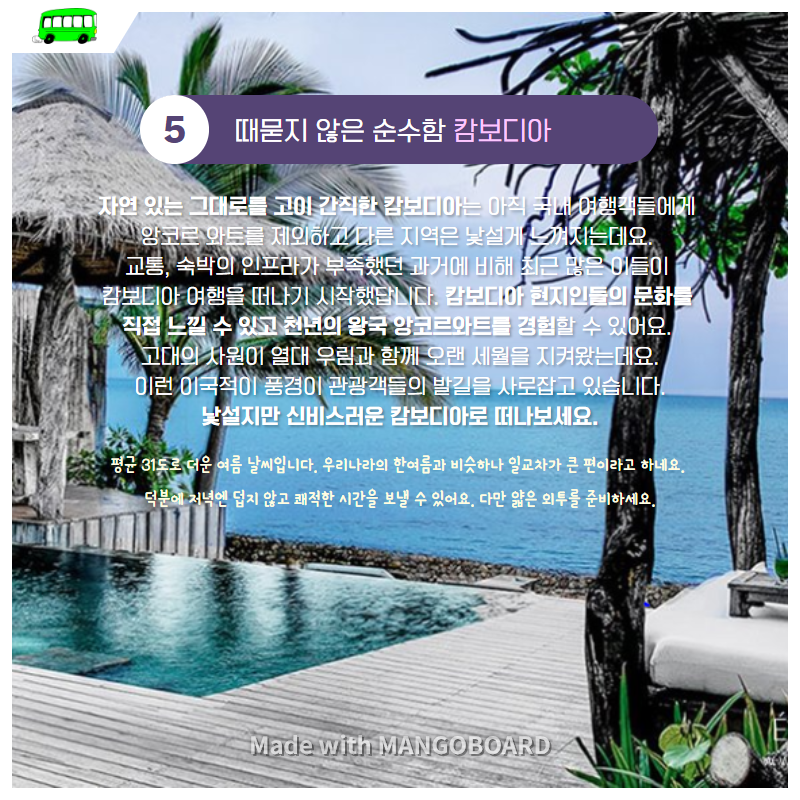 5 때묻지 않은 순수함 캄보디아
자연 있는 그대로를 고이 간직한 캄보디아는 아직 국내 여행객들에게
앙코르 와트를 제외하고 다른 지역은 낯설게 느껴지는데요.
교통, 숙박의 인프라가 부족했던 과거에 비해 최근 많은 이들이
캄보디아 여행을 떠나기 시작했답니다. 캄보디아 현지인들의 문화를
직접 느낄 수 있고 천년의 왕국 앙코르와트를 경험할 수 있어요.
고대의 사원이 열대 우림과 함께 오랜 세월을 지켜왔는데요.
이런 이국적이 풍경이 관광객들의 발길을 사로잡고 있습니다.
낯설지만 신비스러운 캄보디아로 떠나보세요.
평균 31도로 더운 여름 날씨입니다. 우리나라의 한여름과 비슷하나 일교차가 큰 편이라고 하네요.
덕분에 저녁엔 덥지 않고 쾌적한 시간을 보낼 수 있어요. 다만 얇은 외투를 준비하세요.
Made with MANGOBOARD